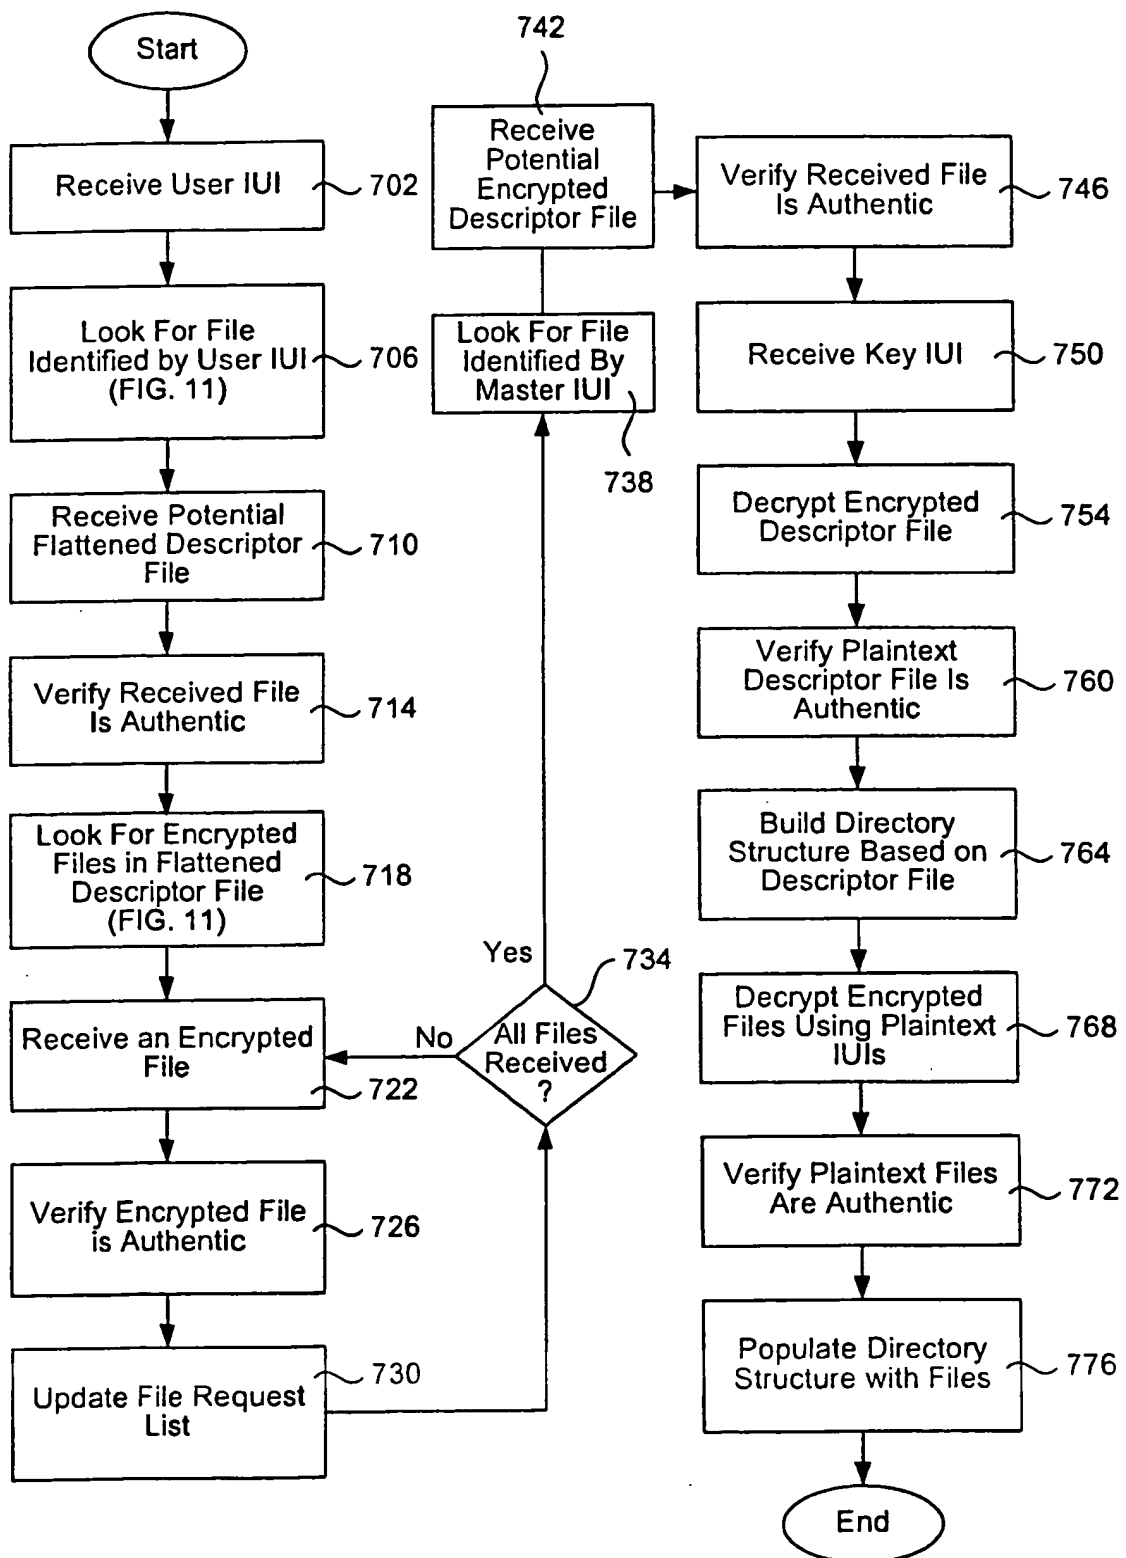 Start
Receive User IUI
702
Look For File
Identified by User IUI
(FIG. 11)
706
Receive Potential
Flattened Descriptor
File
710
Verify Received File
Is Authentic
714
Look For Encrypted
Files in Flattened
Descriptor File
(FIG. 11)
718
Receive an Encrypted
File
722
Verify Encrypted File
is Authentic
726
Update File Request
List
730
All Files
Received
?
734
No
Yes
Look For File
Identified By
Master IUI
738
742
Receive
Potential
Encrypted
Descriptor File
Verify Received File
Is Authentic
746
Receive Key IUI
750
Decrypt Encrypted
Descriptor File
754
Verify Plaintext
Descriptor File Is
Authentic
760
Build Directory
Structure Based on
Descriptor File
764
Decrypt Encrypted
Files Using Plaintext
IUIs
768
Verify Plaintext Files
Are Authentic
772
Populate Directory
Structure with Files
776
End